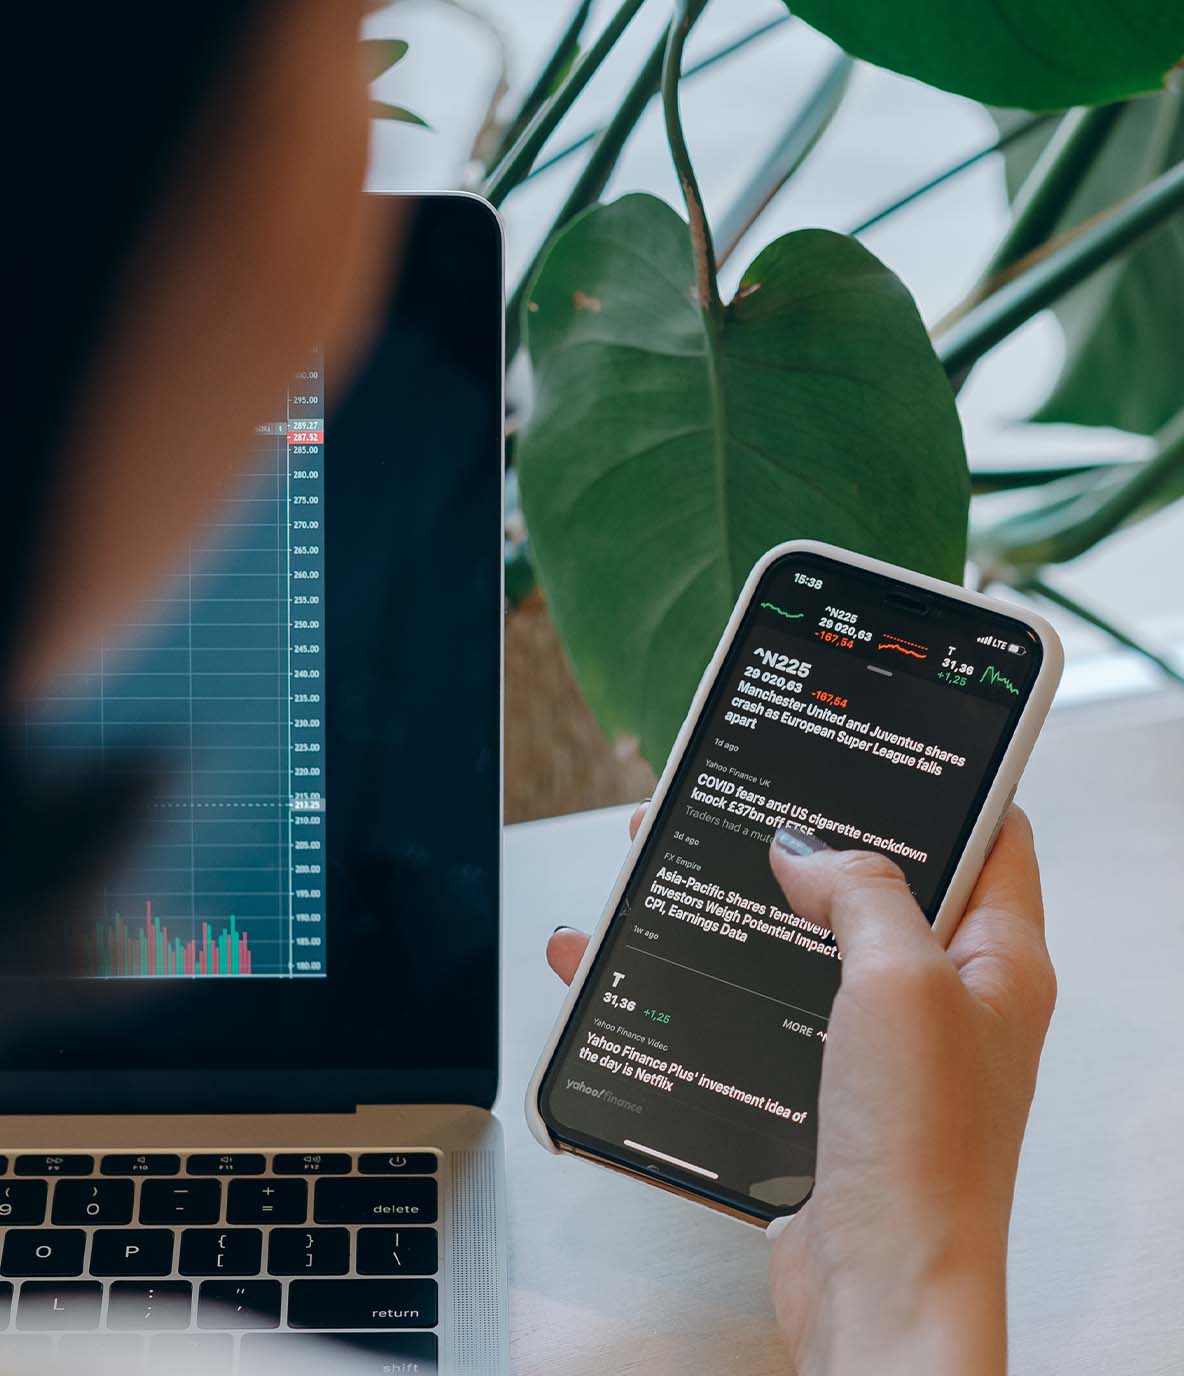 295.00
289.27
287.52
285.00
280.00
275.00
270.00
265.00
260.00
255.00
250.00
245.00
240.00
235.00
230.00
225.00
220.00
215.00
213.25
210.00
205.00
200.00
195.00
190.00
185.00
180.00
15:38
LTE
^N225
29 020,63
-167,54
T
31,36
+1,25
^N225
29 020,63 -167,54
Manchester United and Juventus shares
crash as European Super League falls
apart
1d ago
Yahoo Finance UK
COVID fears and US cigarette crackdown
knock £37bn off FTSE
Traders had a
3d ago
FX Empire
Asia-Pacific Shares Tentatively
investors Weigh Potential Impact
CPI, Earnings Data
1w ago
MORE
T
31,36 +1,25
Yahoo Finance Video
Yahoo Finance Plus' investment idea of
the day is Netflix
yahoo!finance
F9
F10
F11
F12
9
)
0
—
-
+
=
delete
O
P
{
[
}
]
|
\
L
:
;
"
'
return
shift